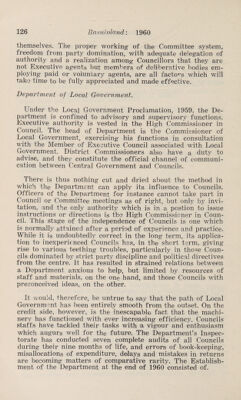 126 Basutoland: 1960
themselves. The proper working of the Committee system,
freedom from party domination, with adequate delegation of
authority and a realization among Councillors that they are
not Executive agents but members of deliberative bodies em-
ploying paid or voluntary agents, are all factors which will
take time to be fully appreciated and made effective.
Department of Local Government.
Under the Local Government Proclamation, 1959, the De-
partment is confined to advisory and supervisory functions.
Executive authority is vested in the High Commissioner in
Council. The head of Department is the Commissioner of
Local Government, exercising his functions in consultation
with the Member of Executive Council associated with Local
Government. District Commissioners also have a duty to
advise, and they constitute the official channel of communi-
cation between Central Government and Councils.
There is thus nothing cut and dried about the method in
which the Department can apply its influence to Councils.
Officers of the Department for instance cannot take part in
Council or Committee meetings as of right, but only by invi-
tation, and the only authority which is in a postion to issue
instructions or directions is the High Commissioner in Coun-
cil. This stage of the independence of Councils is one which
is normally attained after a period of experience and practice.
While it is undoubtedly correct in the long term, its applica-
tion to inexperienced Councils has, in the short term, giving
rise to various teething troubles, particularly in those Coun-
cils dominated by strict party discipline and political directives
from the centre. It has resulted in strained relations between
a Department anxious to help, but limited by resources of
staff and materials, on the one hand, and those Councils with
preconceived ideas, on the other.
It would, therefore, be untrue to say that the path of Local
Government has been entirely smooth from the outset. On the
credit side, however, is the inescapable fact that the machi-
nery has functioned with ever increasing efficiency. Councils
staffs have tackled their tasks with a vigour and enthusiasm
which augurs well for the future. The Department's Inspec-
torate has conducted seven complete audits of all Councils
during their nine months of life, and errors of book-keeping,
misallocations of expenditure, delays and mistakes in returns
are becoming matters of comparative rarity. The Establish-
ment of the Department at the end of 1960 consisted of.